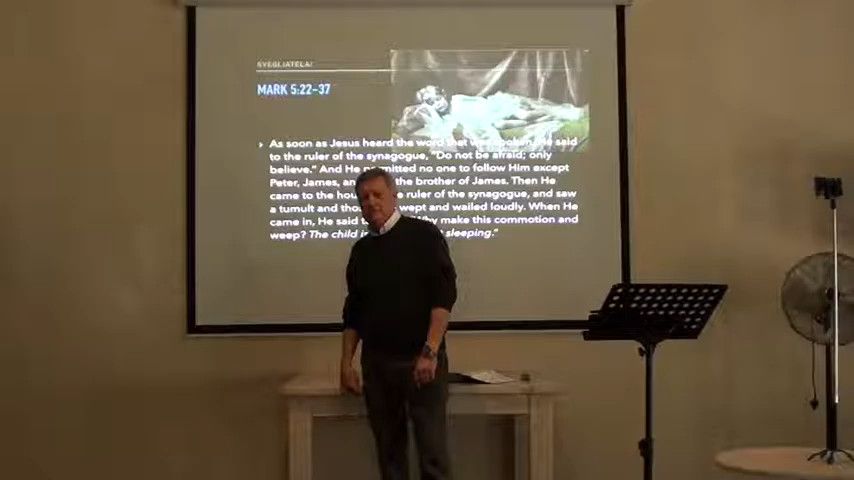 SVEGLIATELA!
MARK 5:22-37
As soon as Jesus heard the word that was spoken, He said
to the ruler of the synagogue, "Do not be afraid; only
believe." And He permitted no one to follow Him except
Peter, James, the brother of James. Then He
came to the ruler of the synagogue, and saw
a tumult and wept and wailed loudly. When He
came in, He said "Why make this commotion and
weep? The child sleeping."